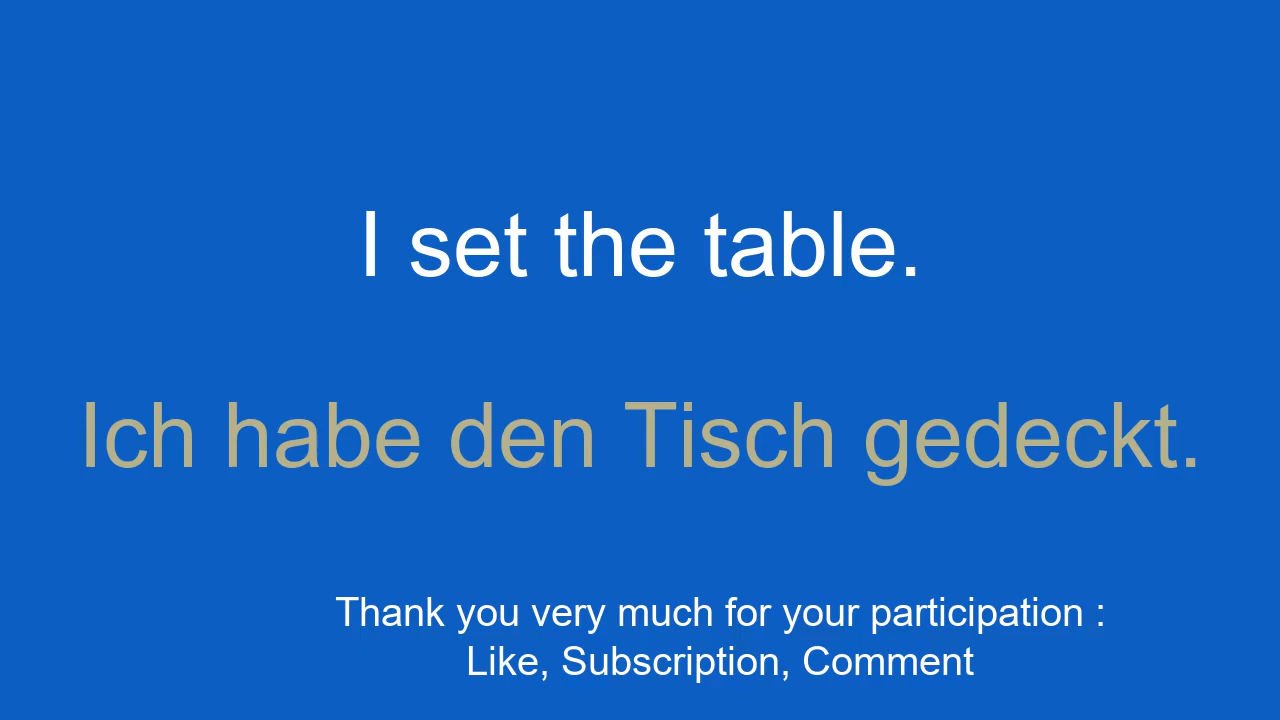 I set the table.
Ich habe den Tisch gedeckt.
Thank you very much for your participation :
Like, Subscription, Comment